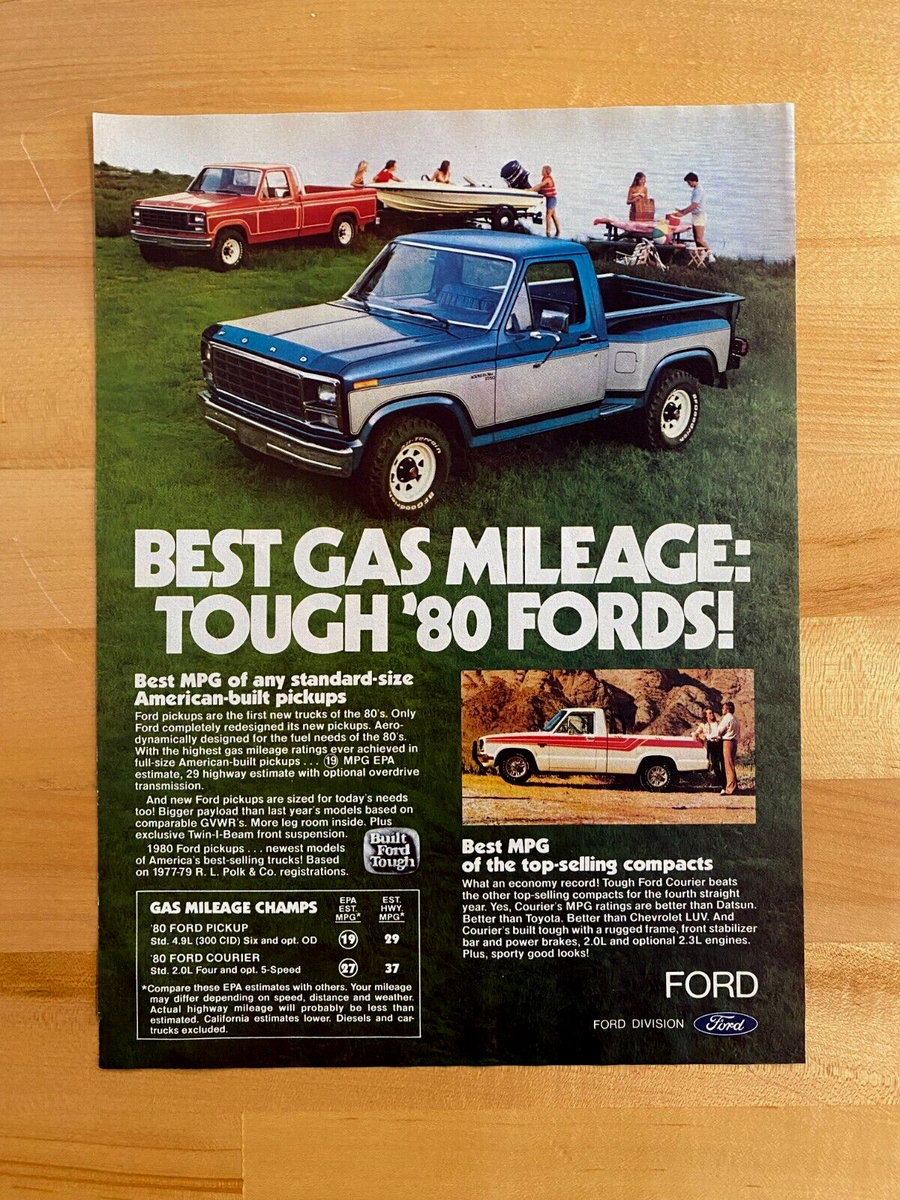 FORD
All-Terrain
BFGoodrich
BFGoodrich
BEST GAS MILEAGE:
TOUGH '80 FORDS!
Best MPG of any standard-size
American-built pickups
Ford pickups are the first new trucks of the 80's. Only
Ford completely redesigned its new pickups. Aero-
dynamically designed for the fuel needs of the 80's.
With the highest gas mileage ratings ever achieved in
full-size American-built pickups . . . 19 MPG EPA
estimate, 29 highway estimate with optional overdrive
transmission.
And new Ford pickups are sized for today's needs
too! Bigger payload than last year's models based on
comparable GVWR's. More leg room inside. Plus
exclusive Twin-I-Beam front suspension.
1980 Ford pickups . . . newest models
of America's best-selling trucks! Based
on 1977-79 R. L. Polk & Co. registrations.
Built
Ford
Tough
GAS MILEAGE CHAMPS
EPA
EST.
MPG*
EST.
HWY.
MPG*
'80 FORD PICKUP
Std. 4.9L (300 CID) Six and opt. OD 19 29
'80 FORD COURIER
Std. 2.0L Four and opt. 5-Speed 27 37
*Compare these EPA estimates with others. Your mileage
may differ depending on speed, distance and weather.
Actual highway mileage will probably be less than
estimated. California estimates lower. Diesels and car-
trucks excluded.
Best MPG
of the top-selling compacts
What an economy record! Tough Ford Courier beats
the other top-selling compacts for the fourth straight
year. Yes, Courier's MPG ratings are better than Datsun.
Better than Toyota. Better than Chevrolet LUV. And
Courier's built tough with a rugged frame, front stabilizer
bar and power brakes, 2.0L and optional 2.3L engines.
Plus, sporty good looks!
FORD
FORD DIVISION Ford